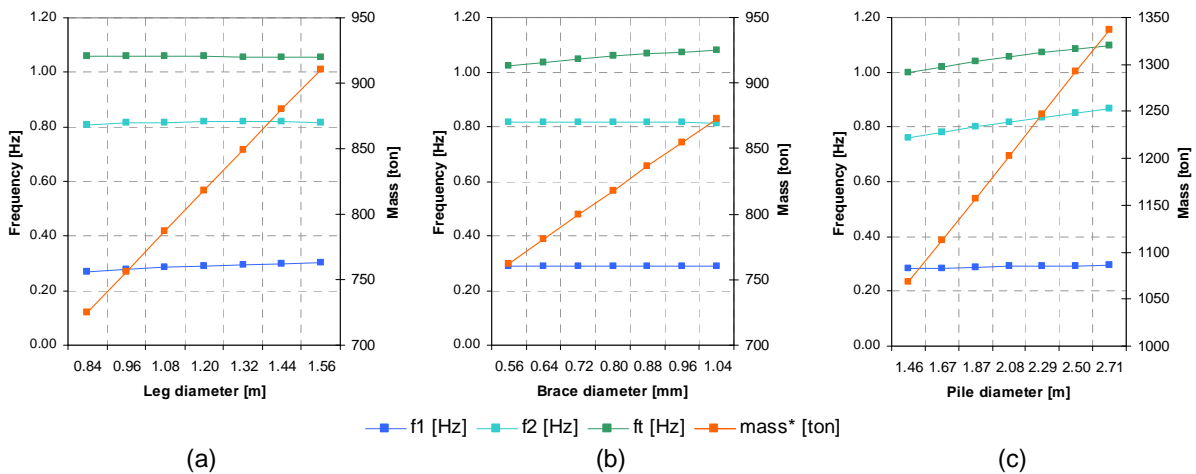 1.20 950 1.20 950 1.20 1350
1.00 900 1.00 900 1.00 1300
0.80 850 0.80 850 0.80 1250
0.60 800 0.60 800 0.60 1200
0.40 750 0.40 750 0.40 1150
0.20 700 0.20 700 0.20 1100
0.00 0.00 0.00 1050
1000
Frequency [Hz] Mass [ton] Frequency [Hz] Mass [ton] Frequency [Hz] Mass [ton]
0.84 0.96 1.08 1.20 1.32 1.44 1.56 0.56 0.64 0.72 0.80 0.88 0.96 1.04 1.46 1.67 1.87 2.08 2.29 2.50 2.71
Leg diameter [m] Brace diameter [mm] Pile diameter [m]
f1 [Hz] f2 [Hz] ft [Hz] mass* [ton]
(a) (b) (c)